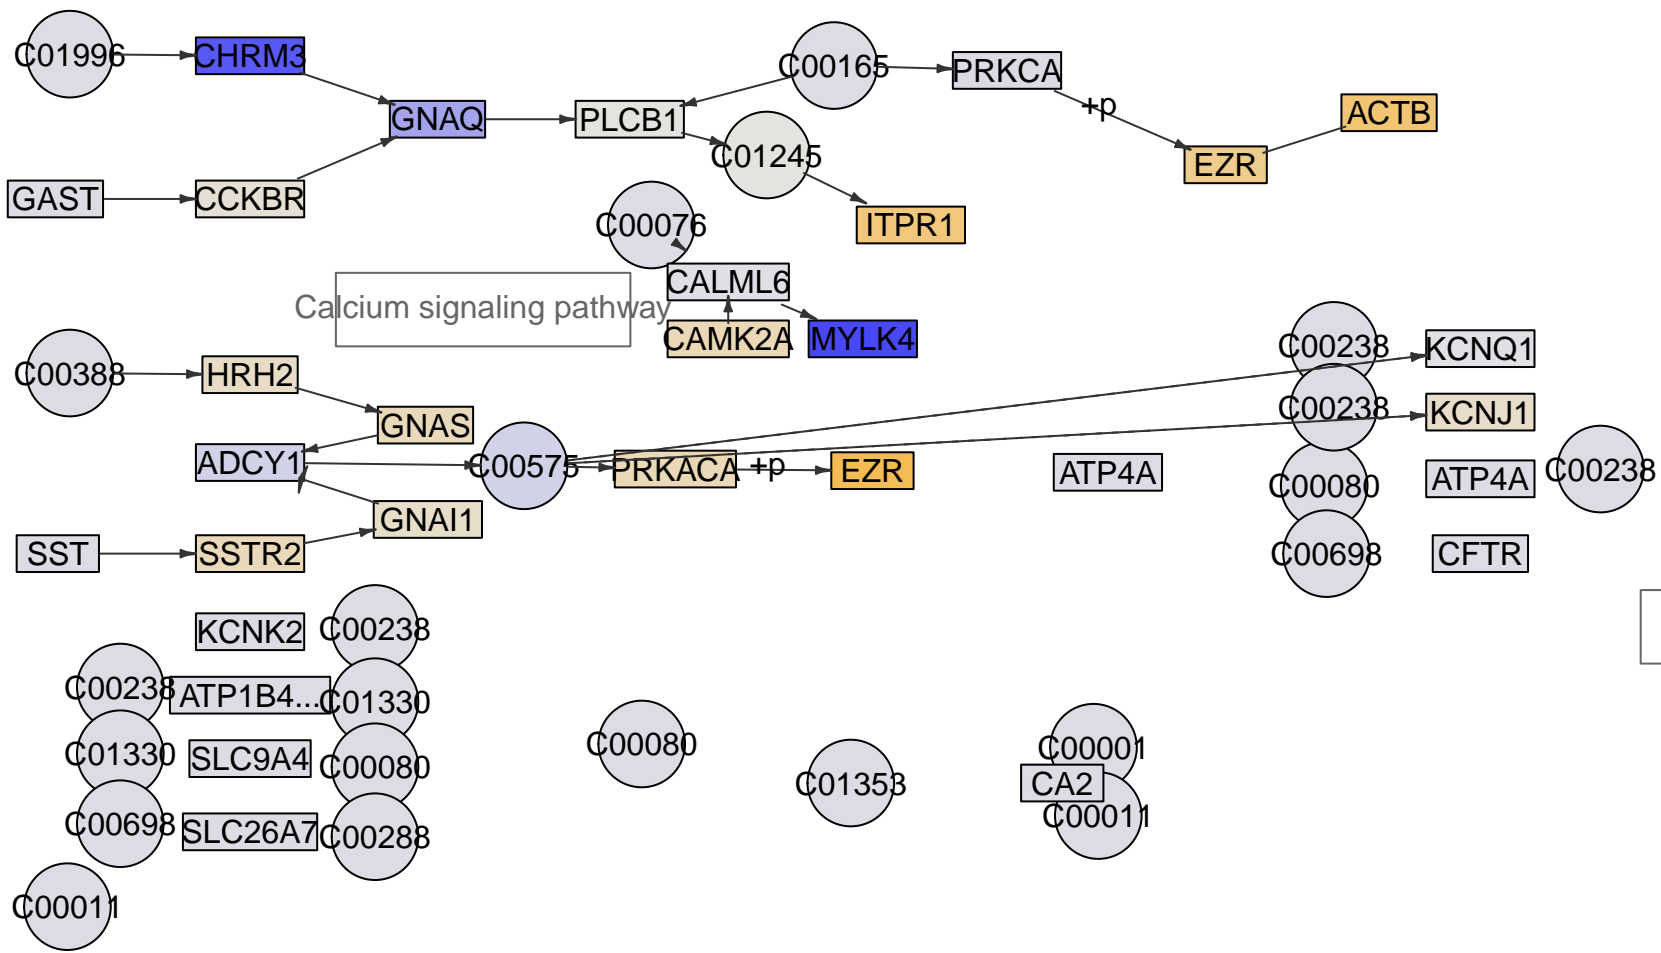 C01996
CHRM3
C00165
PRKCA
+p
ACTB
GNAQ
PLCB1
C01245
EZR
GAST
CCKBR
C00076
ITPR1
CALML6
Calcium signaling pathway
CAMK2A
MYLK4
C00238
KCNQ1
C00388
HRH2
C00238
KCNJ1
GNAS
ADCY1
C00575
PRKACA
+p
EZR
ATP4A
C00080
ATP4A
C00238
GNAI1
SST
SSTR2
C00698
CFTR
KCNK2
C00238
C00238
ATP1B4...
C01330
C01330
SLC9A4
C00080
C00080
C01353
C00001
CA2
C00011
C00698
SLC26A7
C00288
C00011